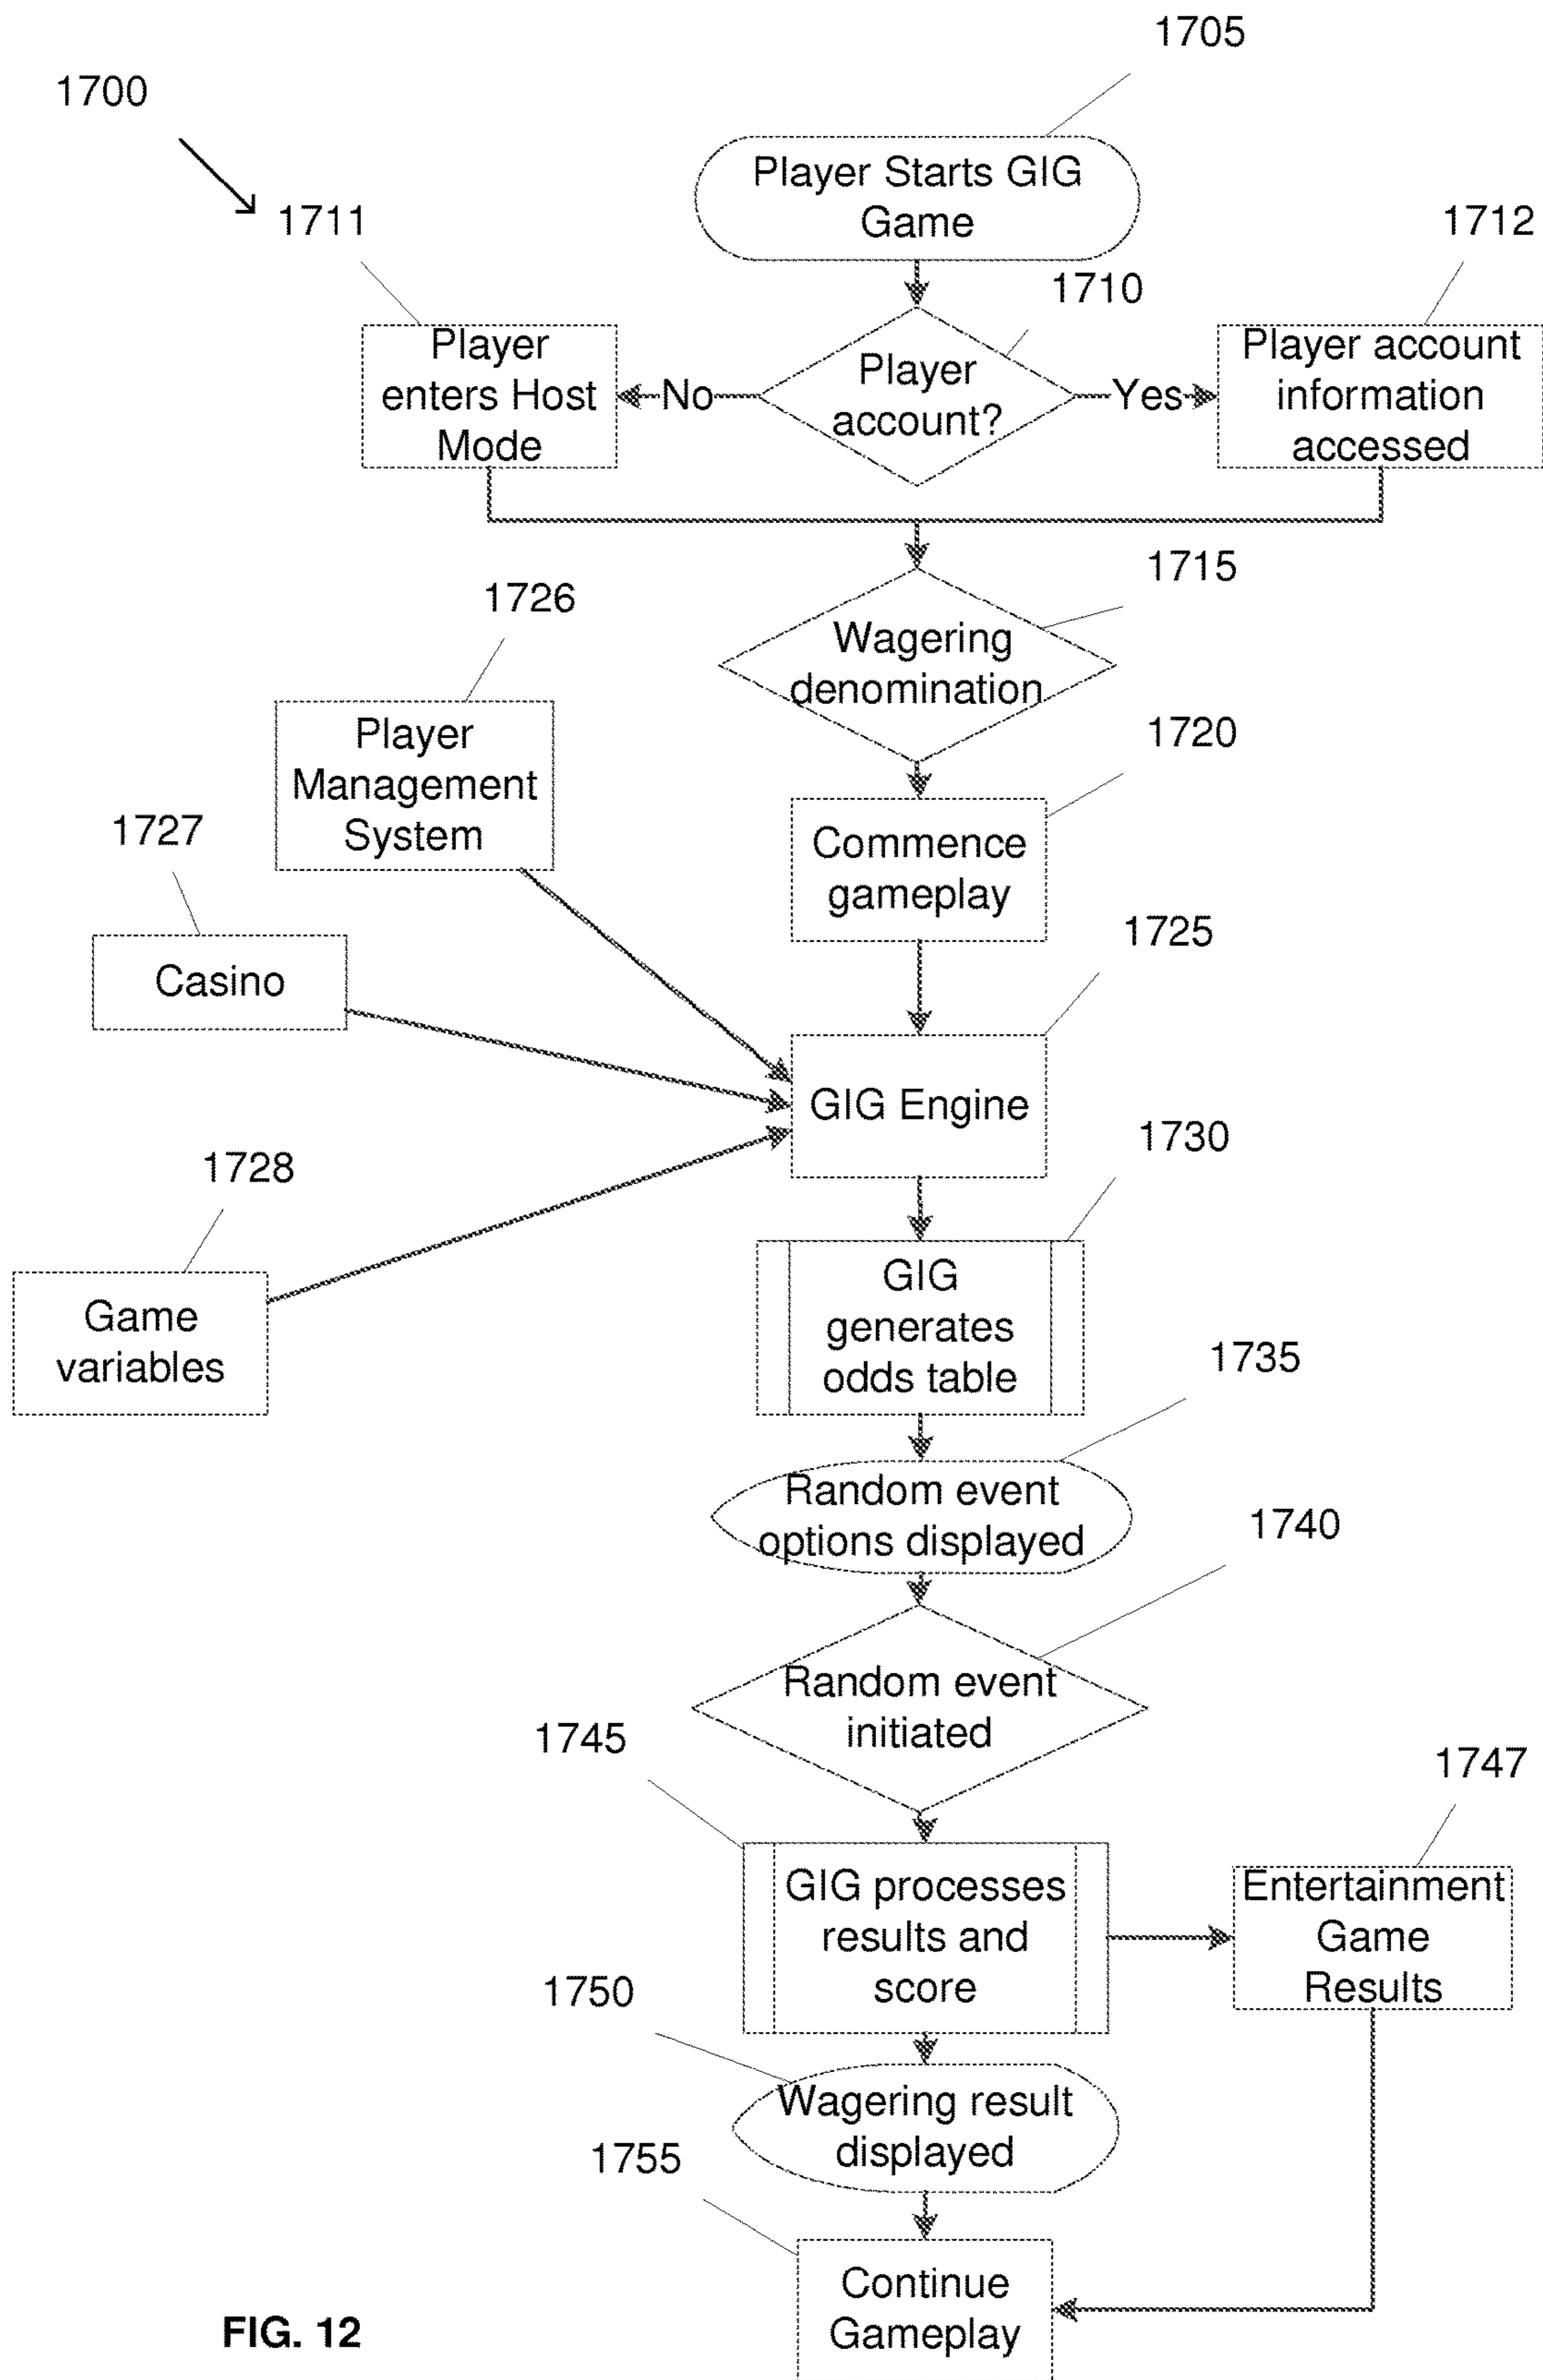 1705
1700
Player Starts GIG
Game
1711
1712
1710
Player
enters Host
Mode
No
Player
account?
Yes
Player account
information
accessed
1715
1726
Wagering
denomination
1720
Player
Management
System
1727
Commence
gameplay
1725
Casino
GIG Engine
1730
1728
GIG
generates
odds table
Game
variables
1735
Random event
options displayed
1740
Random event
initiated
1745
1747
GIG processes
results and
score
Entertainment
Game
Results
1750
Wagering result
displayed
1755
Continue
Gameplay
FIG. 12